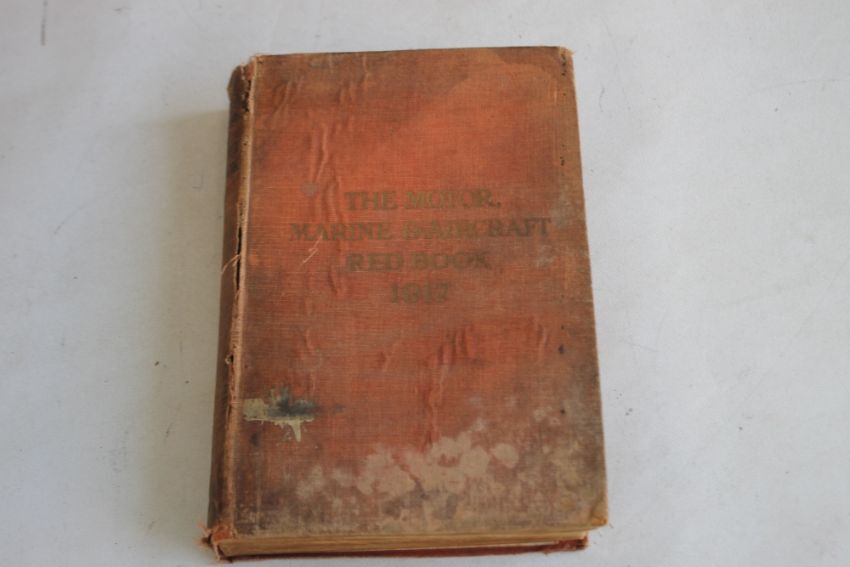 THE MOTOR,
MARINE & AIRCRAFT
RED BOOK
1917